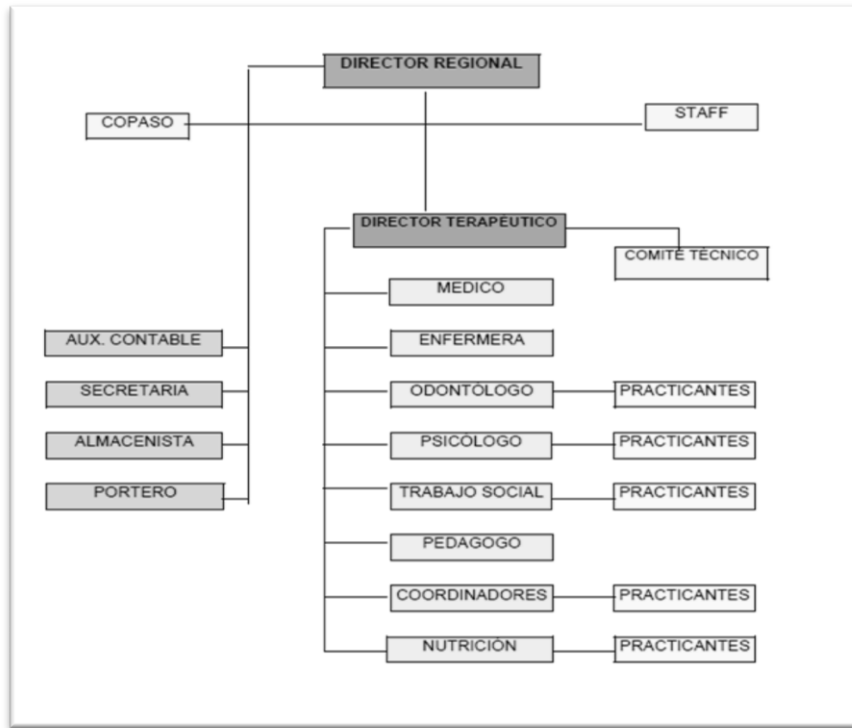 DIRECTOR REGIONAL
COPASO
STAFF
DIRECTOR TERAPÉUTICO
COMITÉ TÉCNICO
MEDICO
AUX. CONTABLE
ENFERMERA
SECRETARIA
ODONTÓLOGO
PRACTICANTES
ALMACENISTA
PSICÓLOGO
PRACTICANTES
PORTERO
TRABAJO SOCIAL
PRACTICANTES
PEDAGOGO
COORDINADORES
PRACTICANTES
NUTRICIÓN
PRACTICANTES